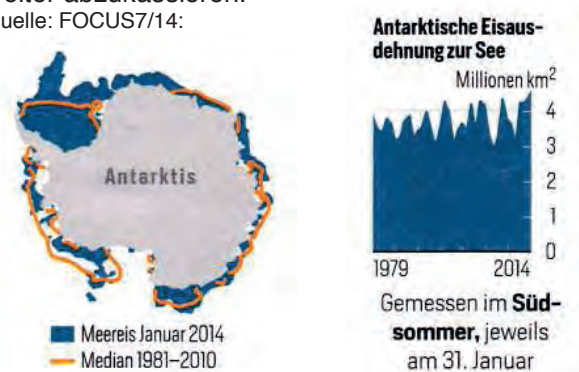 uelle: FOCUS7/14:
Antarktis
Meereis Januar 2014
Median 1981–2010
Antarktische Eisaus-
dehnung zur See
Millionen km²
4
3
2
1
0
1979 2014
Gemessen im Süd-
sommer, jeweils
am 31. Januar